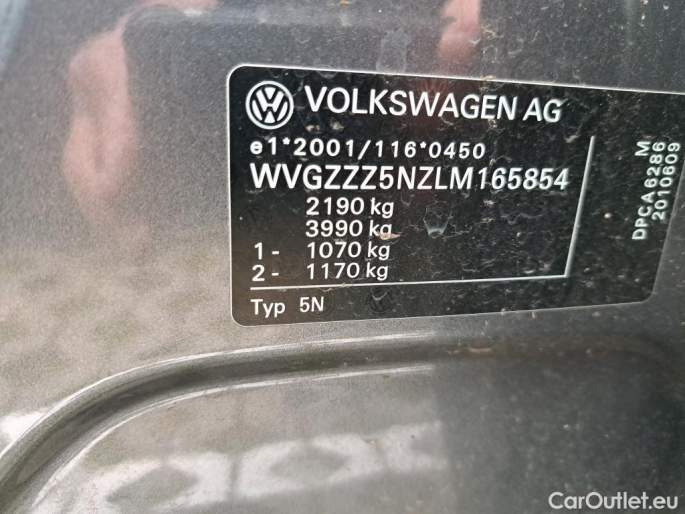 VOLKSWAGEN AG
e1*2001/116*0450
WVGZZZ5NZLM165854
2190 kg
3990 kg
1- 1070 kg
2- 1170 kg
Typ 5N
M
DPCA6286
2010609
CarOutlet.eu